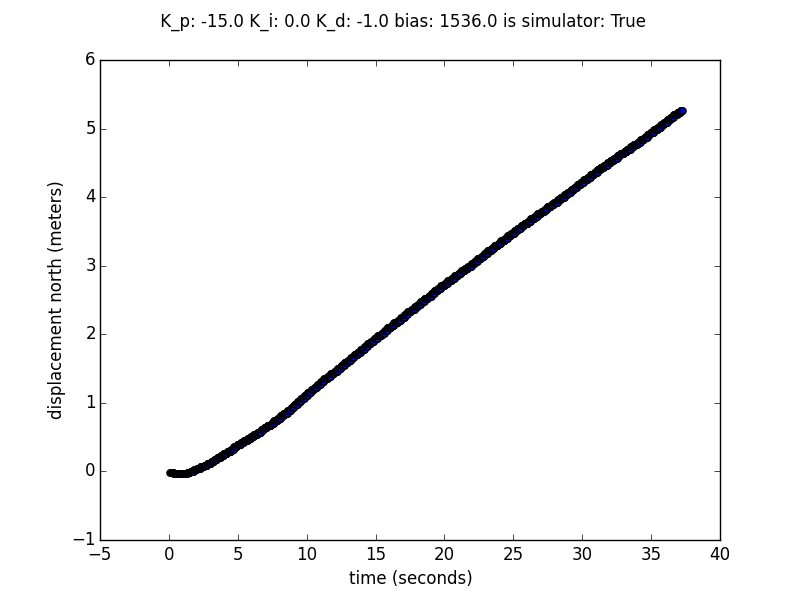 K_p: -15.0 K_i: 0.0 K_d: -1.0 bias: 1536.0 is simulator: True
6
5
4
3
2
1
0
−1
displacement north (meters)
−5 0 5 10 15 20 25 30 35 40
time (seconds)